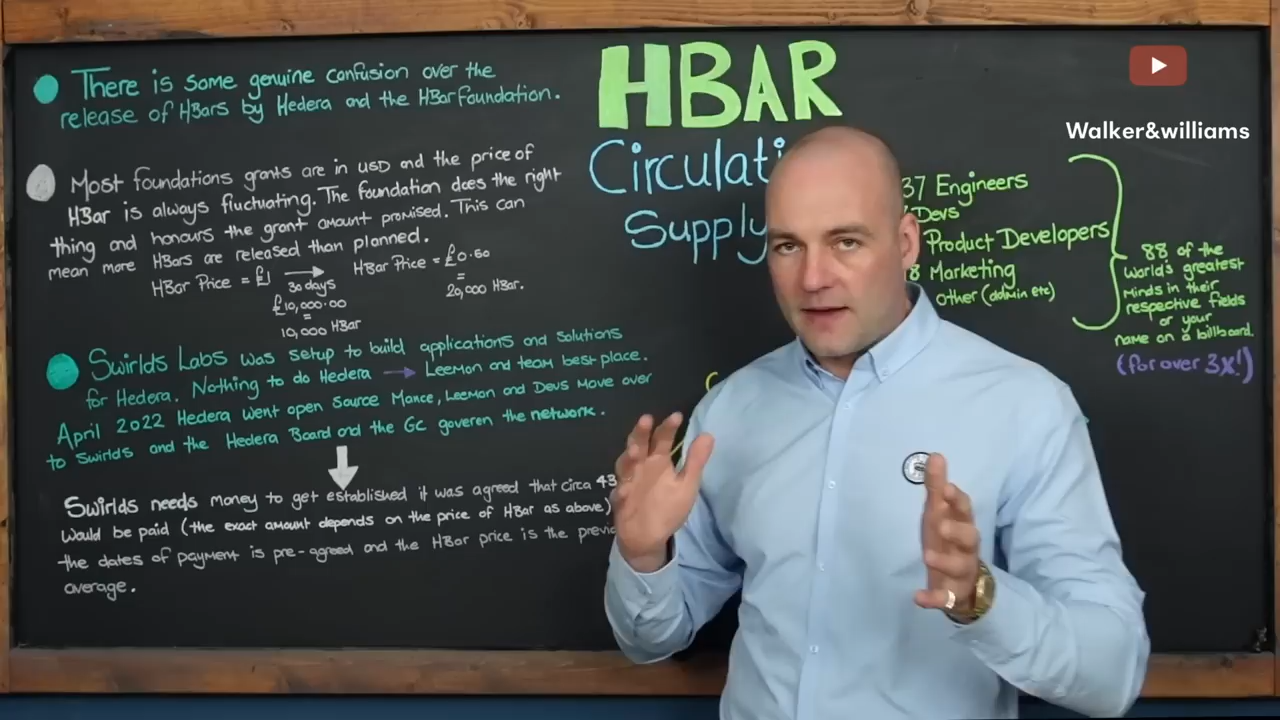 There is some genuine confusion over the
release of HBars by Hedera and the HBar Foundation.
Most foundations grants are in USD and the price of
HBar is always fluctuating. The foundation does the right
thing and honours the grant amount promised. This can
mean more HBars are released than planned.
HBar Price = £1
30 days
£10,000.00
=
10,000 HBar
HBar Price = £0.50
=
20,000 HBar.
Swirlds Labs was setup to build applications and solutions
for Hedera. Nothing to do Hedera → Leemon and team best place.
April 2022 Hedera went open source Mance, Leemon and Devs move over
to Swirlds and the Hedera Board and the GC goveren the network.
Swirlds needs money to get established it was agreed that circa 43
would be paid (the exact amount depends on the price of HBar as above)
the dates of payment is pre-agreed and the HBar price is the
average.
HBAR
Supply
37 Engineers
Devs
Product Developers
8 Marketing
other (admin etc)
88 of the
world's greatest
minds in their
respective fields
or your
name on a billboard.
(for over 3x!)
Walker&williams